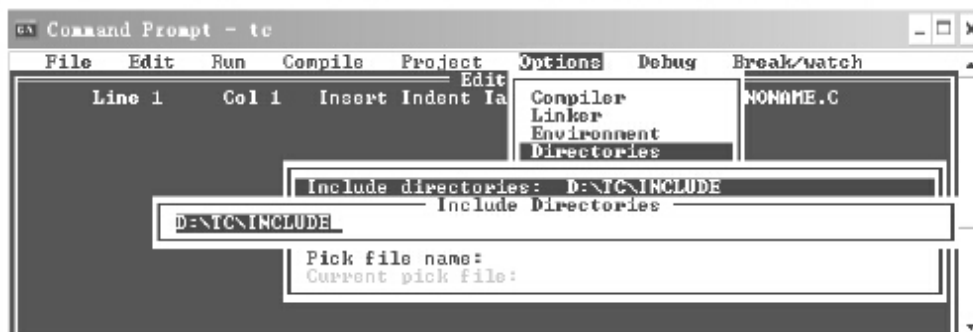 Command Prompt - tc
File Edit Run Compile Project Options Debug Break/watch
Edit
Line 1 Col 1 Insert Indent Ta NONAME.C
Compiler
Linker
Environment
Directories
Include directories: D:\TC\INCLUDE
Include Directories
D:\TC\INCLUDE
Pick file name:
Current pick file: